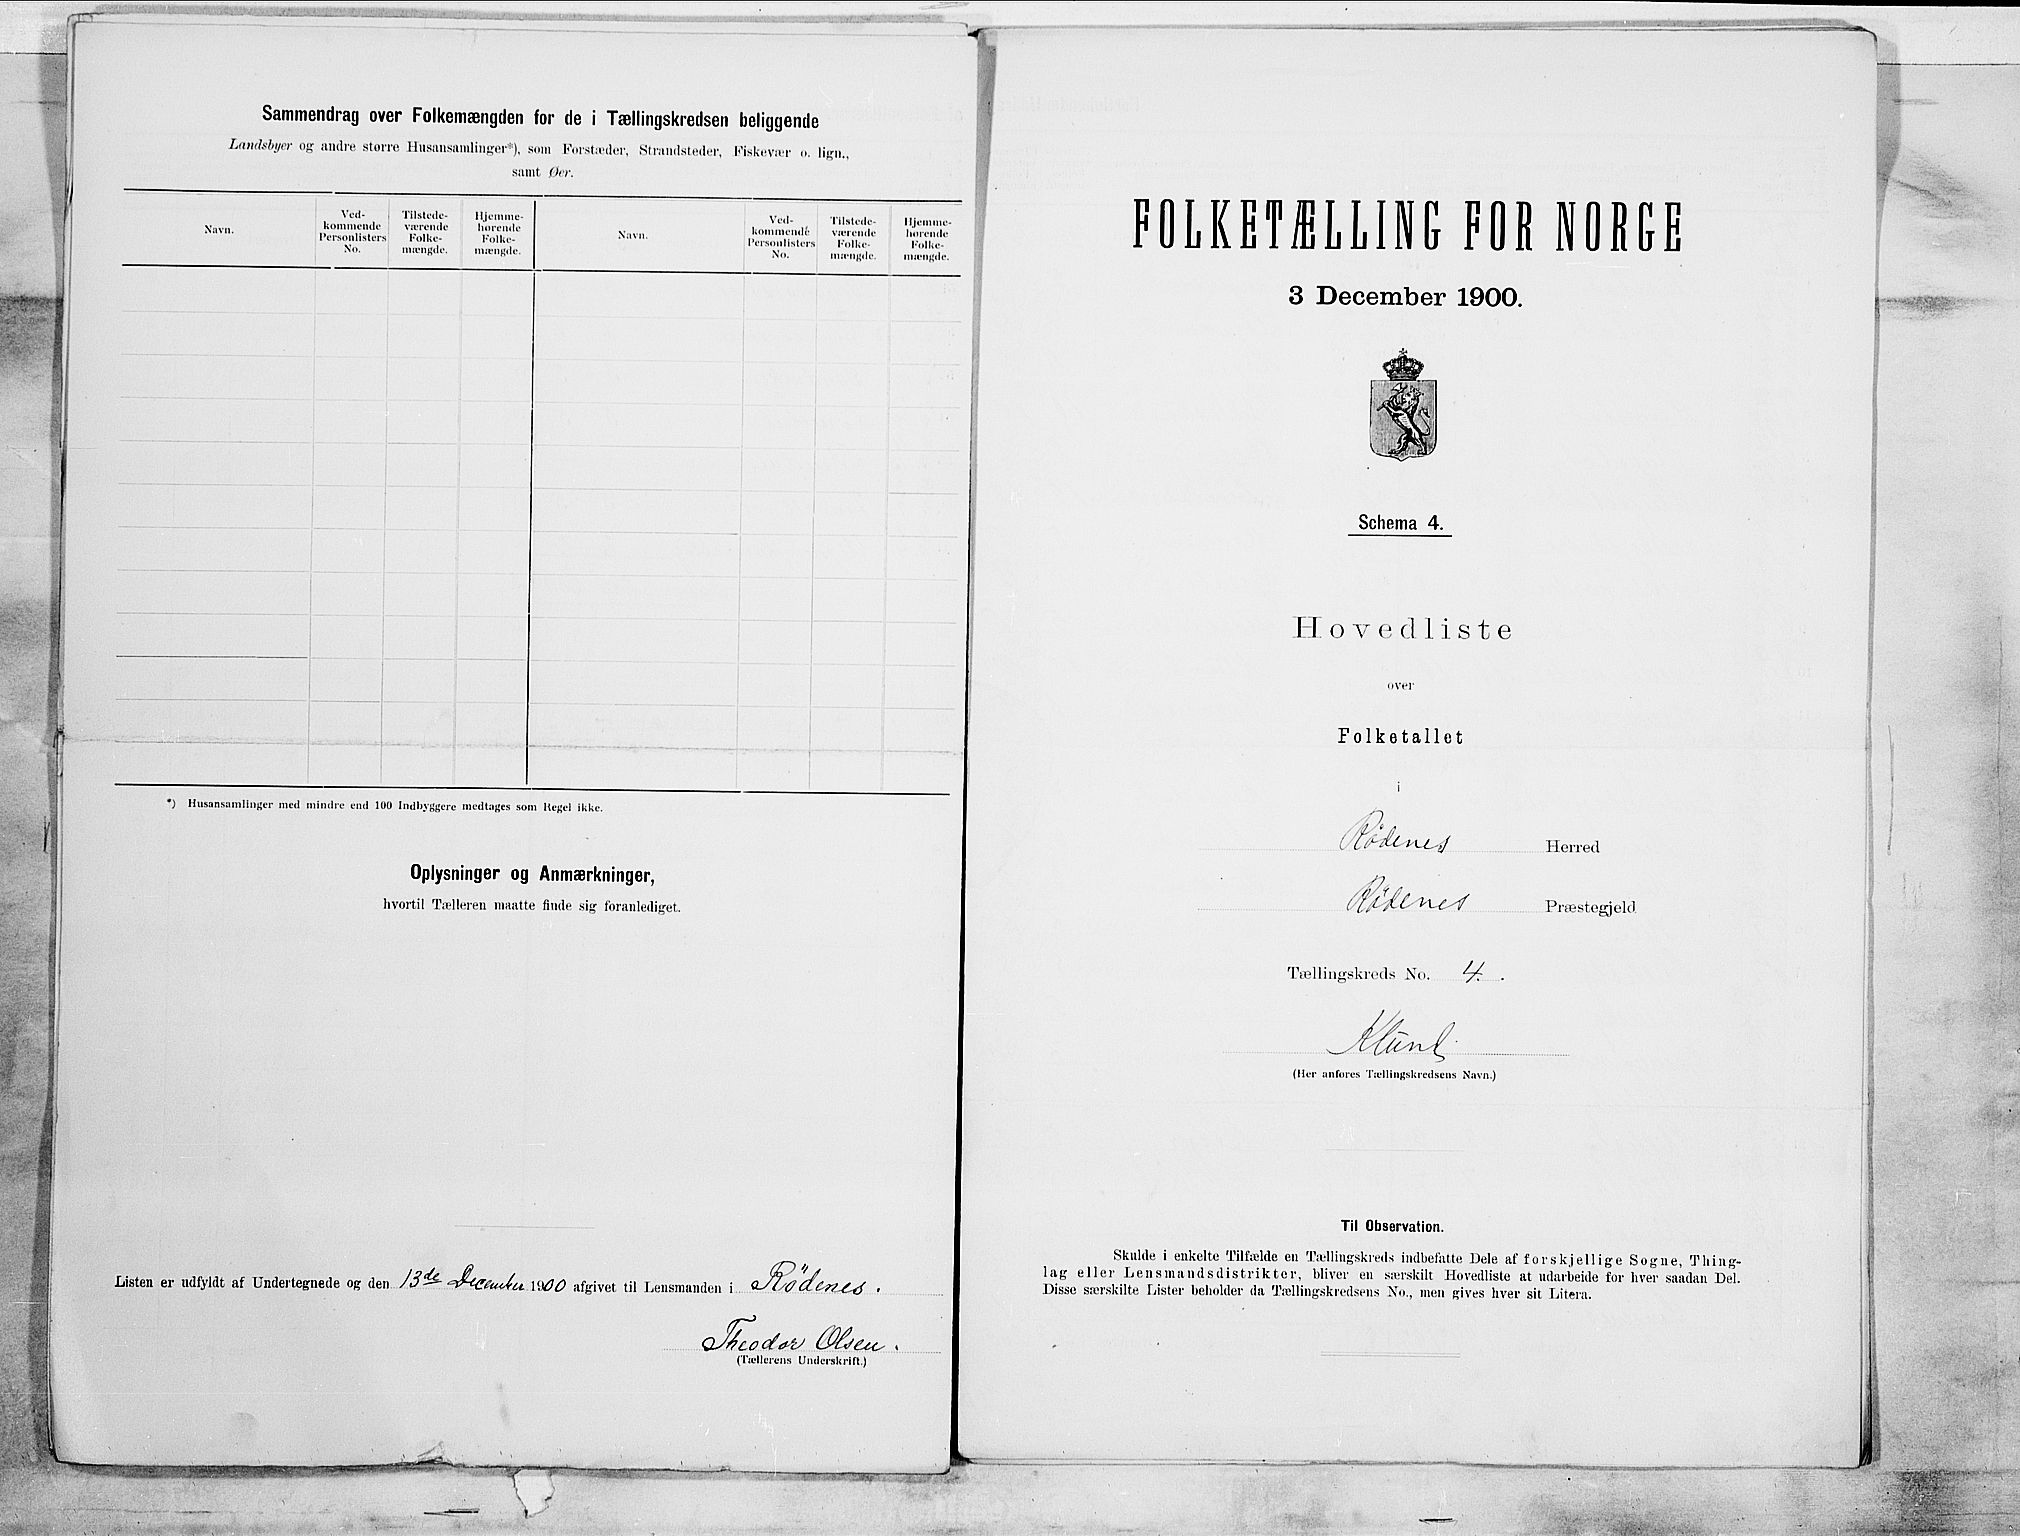 Sammendrag over Folkemængden for de i Tællingskredsen beliggende
Landsbyer og andre større Husansamlinger*), som Forstæder, Strandsteder, Fiskevær o. lign.,
samt Øer.
Navn.
Ved-
kommende
Personlisters
No.
Tilstede-
værende
Folke-
mængde.
Hjemme-
hørende
Folke-
mængde.
Navn.
Ved-
kommende
Personlisters
No.
Tilstede-
værende
Folke-
mængde.
Hjemme-
hørende
Folke-
mængde.
*) Husansamlinger med mindre end 100 Indbyggere medtages som Regel ikke.
Oplysninger og Anmærkninger,
hvortil Tælleren maatte finde sig foranlediget.
Listen er udfyldt af Undertegnede og den 13de December 1900 afgivet til Lensmanden i Rödenes.
Theodor Olsen.
(Tællerens Underskrift.)
FOLKETÆLLING FOR NORGE
3 December 1900.
Schema 4.
Hovedliste
over
Folketallet
i
Rödenes Herred
Rödenes Præstegjeld
Tællingskreds No. 4.
Klund
(Her anføres Tællingskredsens Navn.)
Til Observation.
Skulde i enkelte Tilfælde en Tællingskreds indbefatte Dele af forskjellige Sogne, Thing-
lag eller Lensmandsdistrikter, bliver en særskilt Hovedliste at udarbeide for hver saadan Del.
Disse særskilte Lister beholder da Tællingskredsens No., men gives hver sit Litera.